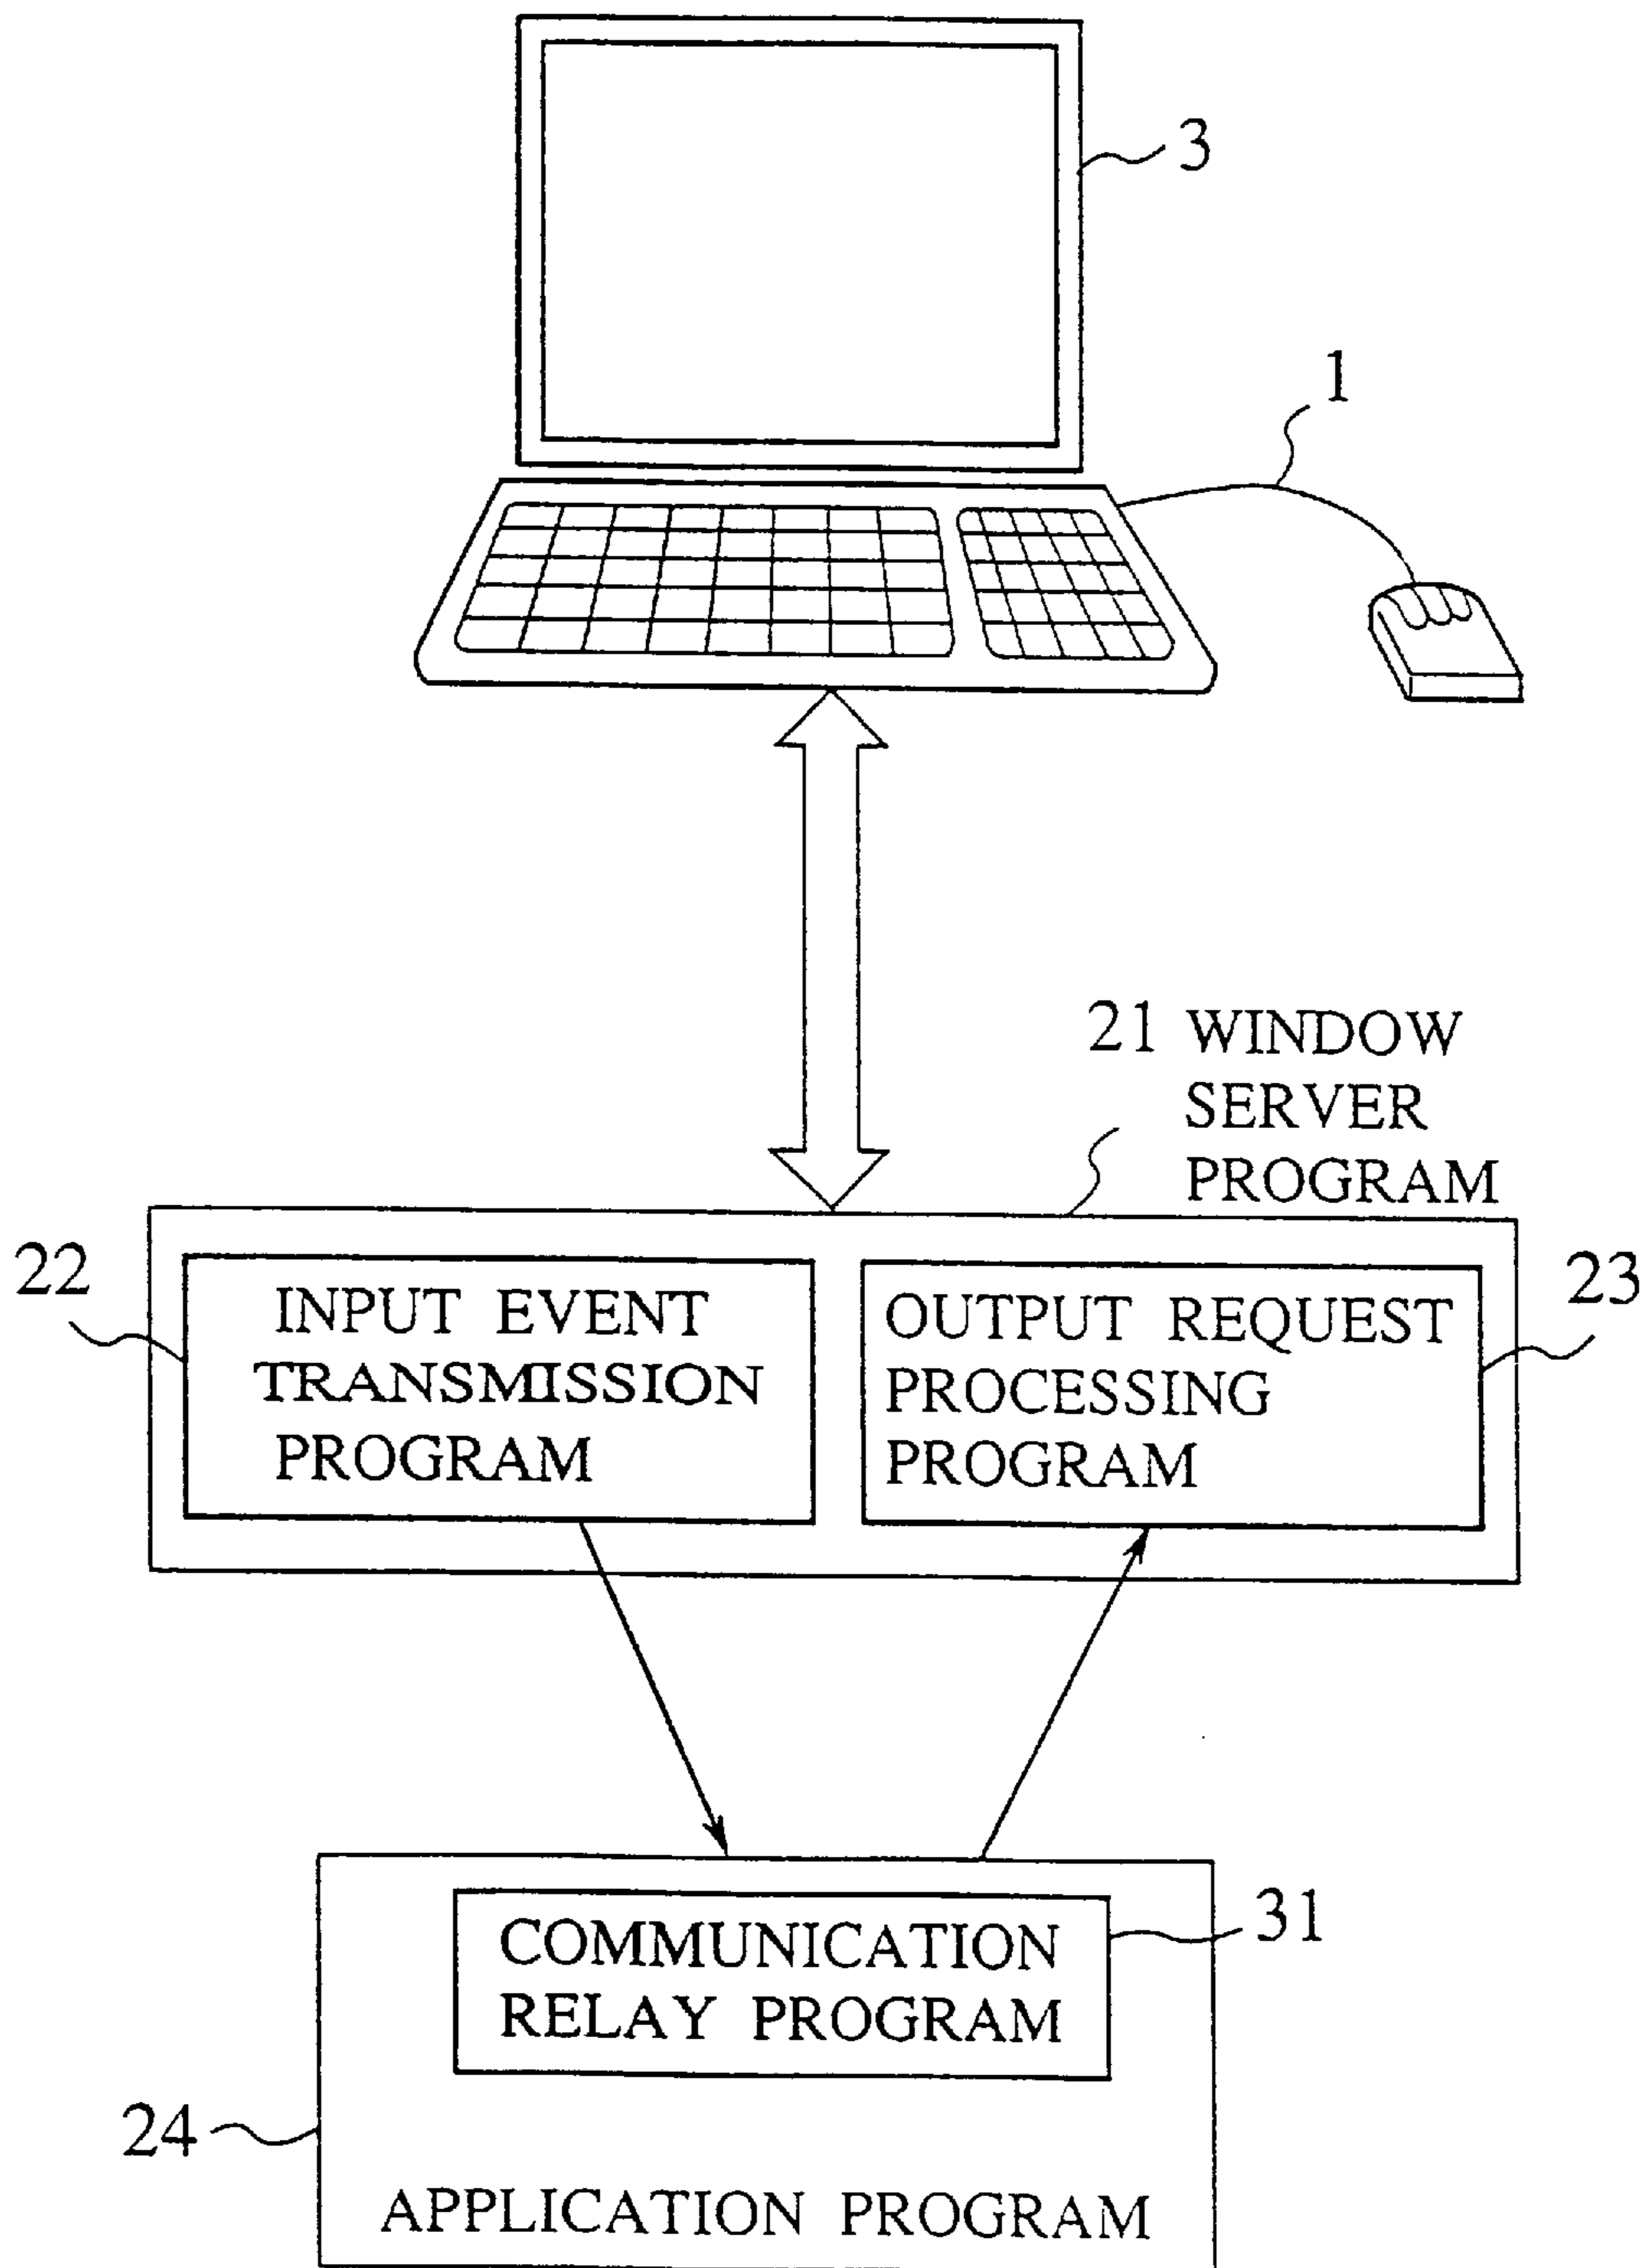 3
1
21 WINDOW
SERVER
PROGRAM
22
23
INPUT EVENT
TRANSMISSION
PROGRAM
OUTPUT REQUEST
PROCESSING
PROGRAM
COMMUNICATION
RELAY PROGRAM
31
24
APPLICATION PROGRAM